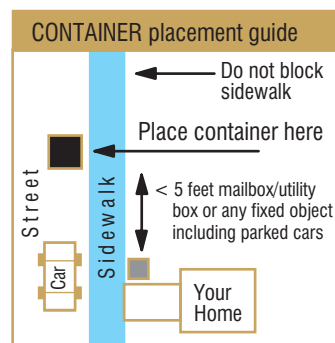 CONTAINER placement guide
Do not block
sidewalk
Place container here
< 5 feet mailbox/utility
box or any fixed object
including parked cars
Street
Sidewalk
Car
Your
Home